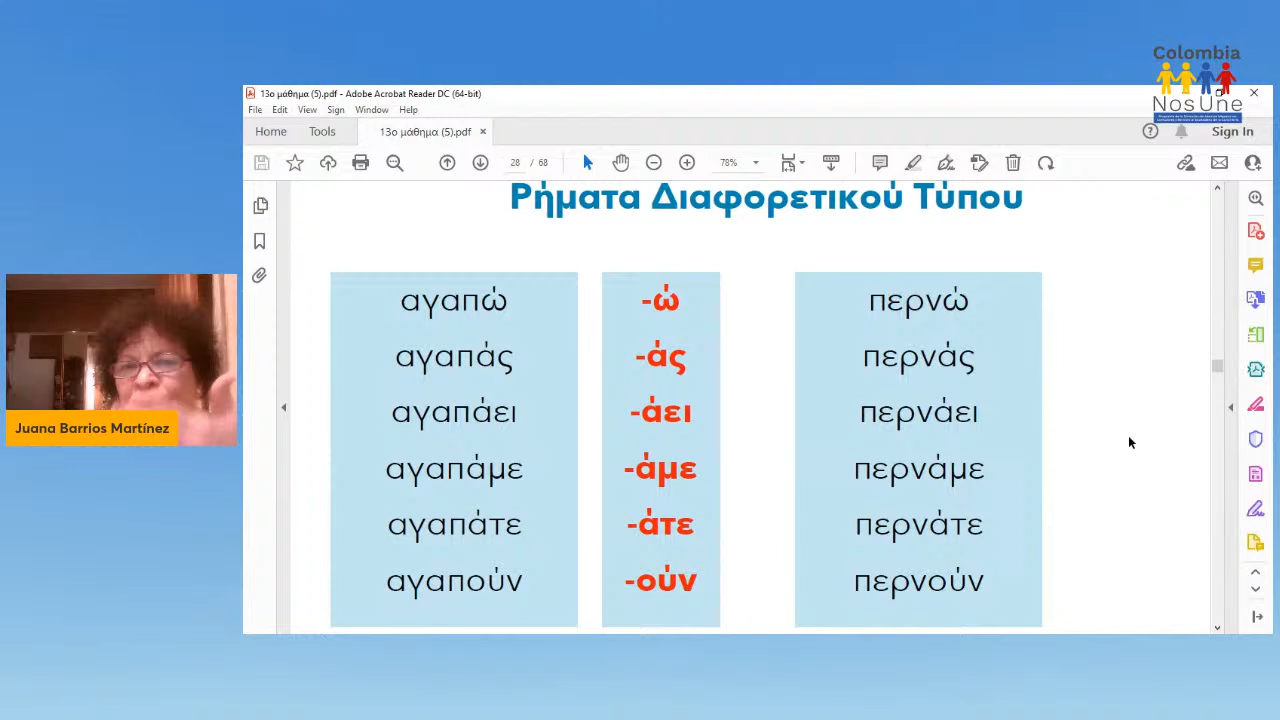 Colombia
NosUne
13ο μάθημα (5).pdf - Adobe Acrobat Reader DC (64-bit)
File Edit View Sign Window Help
Home Tools 13ο μάθημα (5).pdf × Sign In
28 / 68 78%
Ρήματα Διαφορετικού Τύπου
αγαπώ -ώ περνώ
αγαπάς -άς περνάς
αγαπάει -άει περνάει
αγαπάμε -άμε περνάμε
αγαπάτε -άτε περνάτε
αγαπούν -ούν περνούν
Juana Barrios Martínez